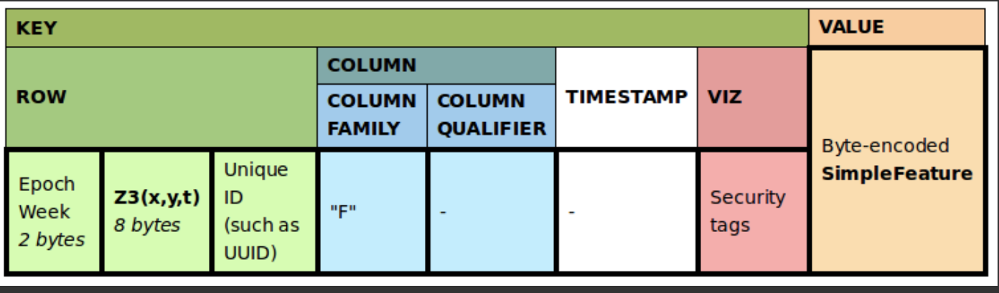 KEY
VALUE
ROW
COLUMN
COLUMN
FAMILY
COLUMN
QUALIFIER
TIMESTAMP
VIZ
Epoch
Week
2 bytes
Z3(x,y,t)
8 bytes
Unique
ID
(such as
UUID)
"F"
-
-
Security
tags
Byte-encoded
SimpleFeature